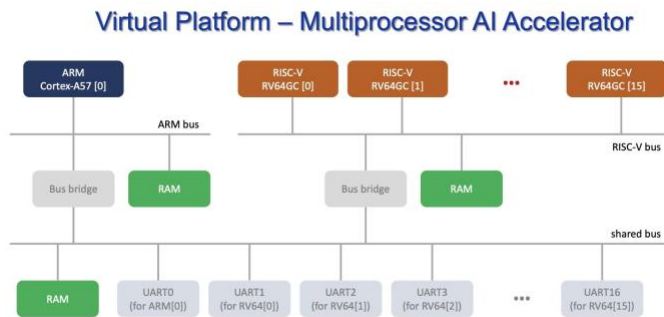 Virtual Platform – Multiprocessor AI Accelerator
ARM
Cortex-A57 [0]
RISC-V
RV64GC [0]
RISC-V
RV64GC [1]
...
RISC-V
RV64GC [15]
ARM bus
RISC-V bus
Bus bridge
RAM
Bus bridge
RAM
shared bus
RAM
UART0
(for ARM[0])
UART1
(for RV64[0])
UART2
(for RV64[1])
UART3
(for RV64[2])
...
UART16
(for RV64[15])